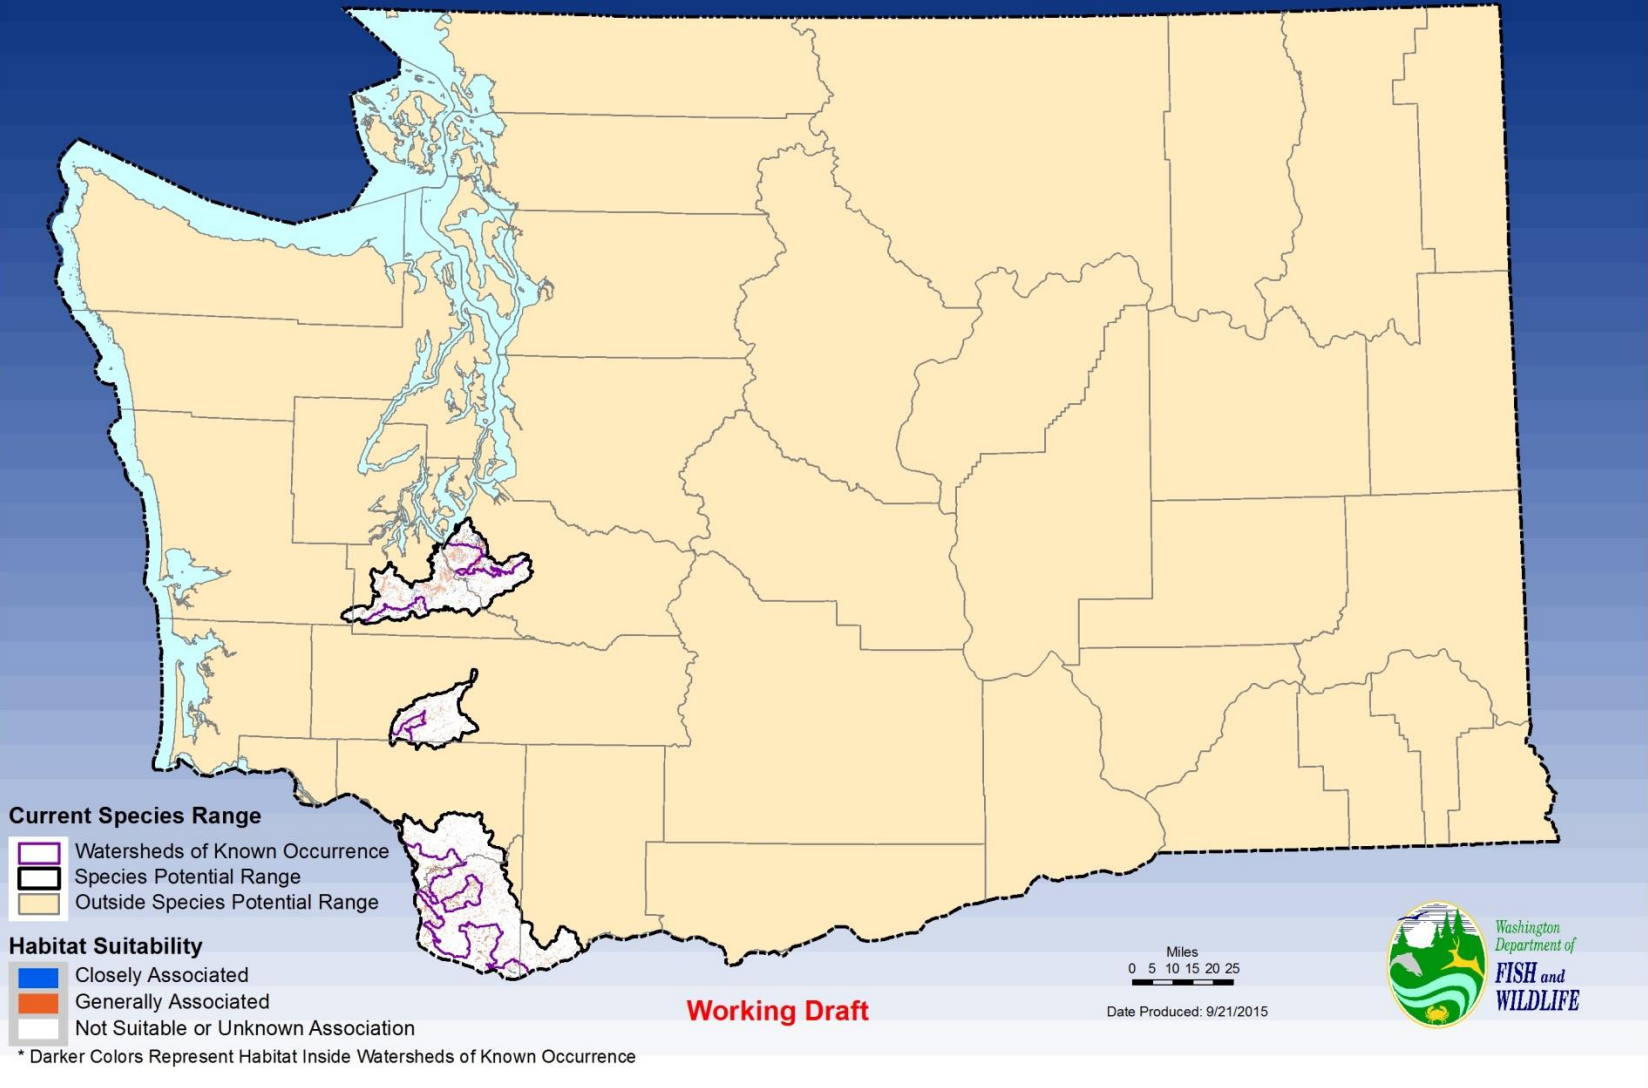 Current Species Range
Watersheds of Known Occurrence
Species Potential Range
Outside Species Potential Range
Habitat Suitability
Closely Associated
Generally Associated
Not Suitable or Unknown Association
* Darker Colors Represent Habitat Inside Watersheds of Known Occurrence
Working Draft
Miles
0 5 10 15 20 25
Date Produced: 9/21/2015
Washington
Department of
FISH and
WILDLIFE